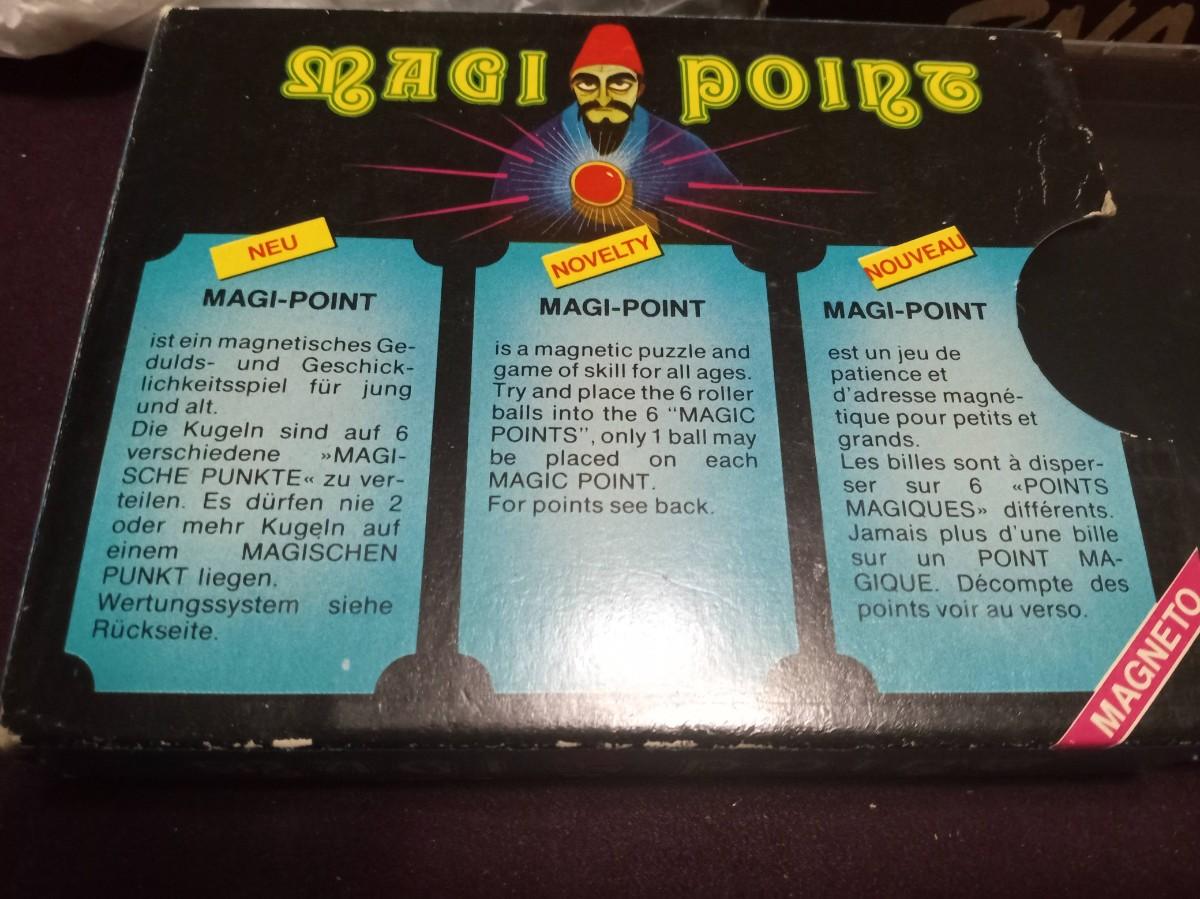 MAGI POINT
NEU
MAGI-POINT
ist ein magnetisches Ge-
dulds- und Geschick-
lichkeitsspiel für jung
und alt.
Die Kugeln sind auf 6
verschiedene »MAGI-
SCHE PUNKTE« zu ver-
teilen. Es dürfen nie 2
oder mehr Kugeln auf
einem MAGISCHEN
PUNKT liegen.
Wertungssystem siehe
Rückseite.
NOVELTY
MAGI-POINT
is a magnetic puzzle and
game of skill for all ages.
Try and place the 6 roller
balls into the 6 "MAGIC
POINTS", only 1 ball may
be placed on each
MAGIC POINT.
For points see back.
NOUVEAU
MAGI-POINT
est un jeu de
patience et
d'adresse magné-
tique pour petits et
grands.
Les billes sont à disper-
ser sur 6 «POINTS
MAGIQUES» différents.
Jamais plus d'une bille
sur un POINT MA-
GIQUE. Décompte des
points voir au verso.
MAGNETO